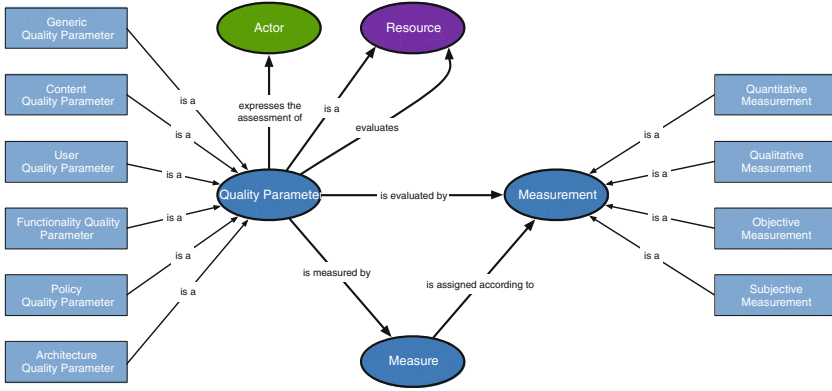 Generic
Quality Parameter
Actor
Resource
Content
Quality Parameter
is a
expresses the
assessment of
is a
evaluates
Quantitative
Measurement
is a
is a
User
Quality Parameter
is a
Qualitative
Measurement
is a
Quality Parameter
is evaluated by
Measurement
Functionality Quality
Parameter
is a
is a
Objective
Measurement
is a
is a
Policy
Quality Parameter
is a
is measured by
is assigned according to
Subjective
Measurement
Architecture
Quality Parameter
Measure